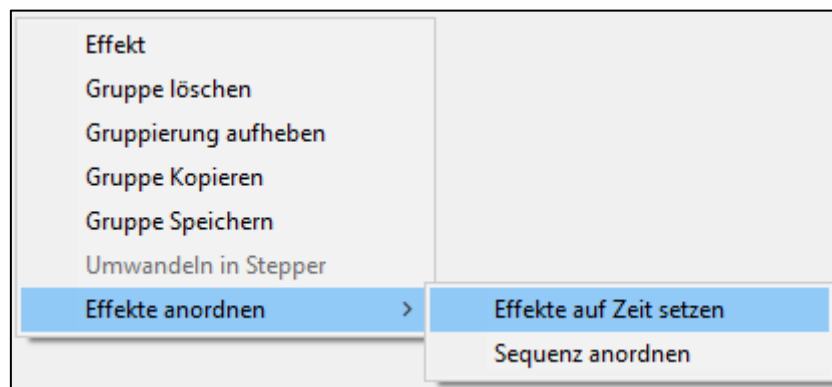 Effekt
Gruppe löschen
Gruppierung aufheben
Gruppe Kopieren
Gruppe Speichern
Umwandeln in Stepper
Effekte anordnen
Effekte auf Zeit setzen
Sequenz anordnen